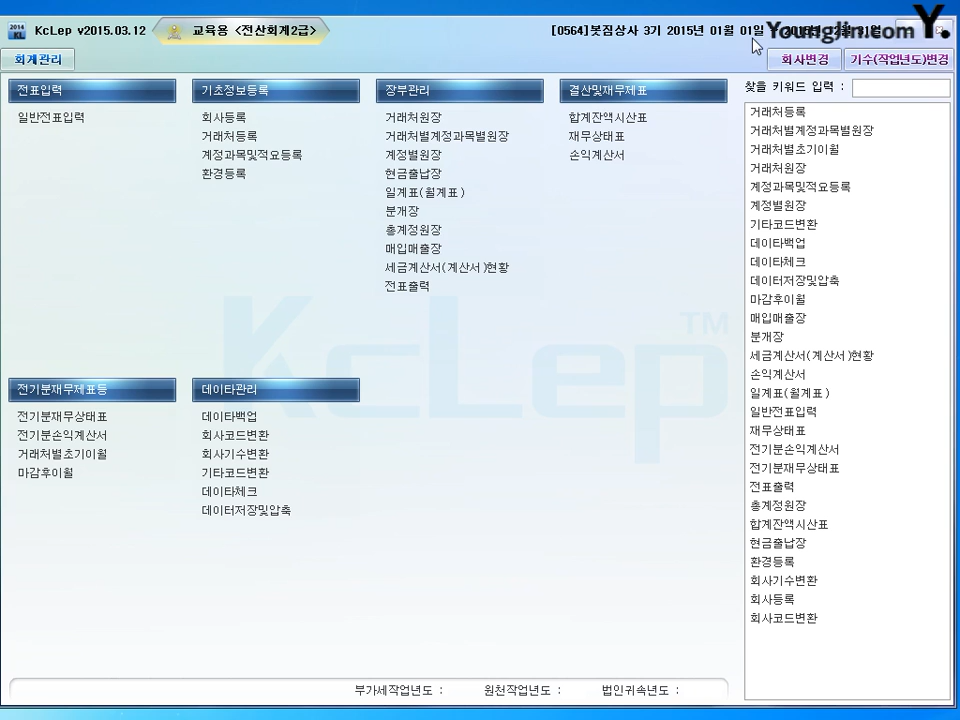 2014
KL
KcLep v2015.03.12
교육용 <전산회계2급>
[0564]봇짐상사 3기 2015년 01월 01일 ~ 2015년 12월 31일
Younglin.com Y.
회계관리
회사변경
기수(작업년도)변경
전표입력
일반전표입력
기초정보등록
회사등록
거래처등록
계정과목및적요등록
환경등록
장부관리
거래처원장
거래처별계정과목별원장
계정별원장
현금출납장
일계표(월계표)
분개장
총계정원장
매입매출장
세금계산서(계산서)현황
전표출력
결산및재무제표
합계잔액시산표
재무상태표
손익계산서
전기분재무제표등
전기분재무상태표
전기분손익계산서
거래처별초기이월
마감후이월
데이타관리
데이타백업
회사코드변환
회사기수변환
기타코드변환
데이타체크
데이터저장및압축
찾을 키워드 입력 :
거래처등록
거래처별계정과목별원장
거래처별초기이월
거래처원장
계정과목및적요등록
계정별원장
기타코드변환
데이타백업
데이타체크
데이터저장및압축
마감후이월
매입매출장
분개장
세금계산서(계산서)현황
손익계산서
일계표(월계표)
일반전표입력
재무상태표
전기분손익계산서
전기분재무상태표
전표출력
총계정원장
합계잔액시산표
현금출납장
환경등록
회사기수변환
회사등록
회사코드변환
KcLep TM
부가세작업년도 :
원천작업년도 :
법인귀속년도 :